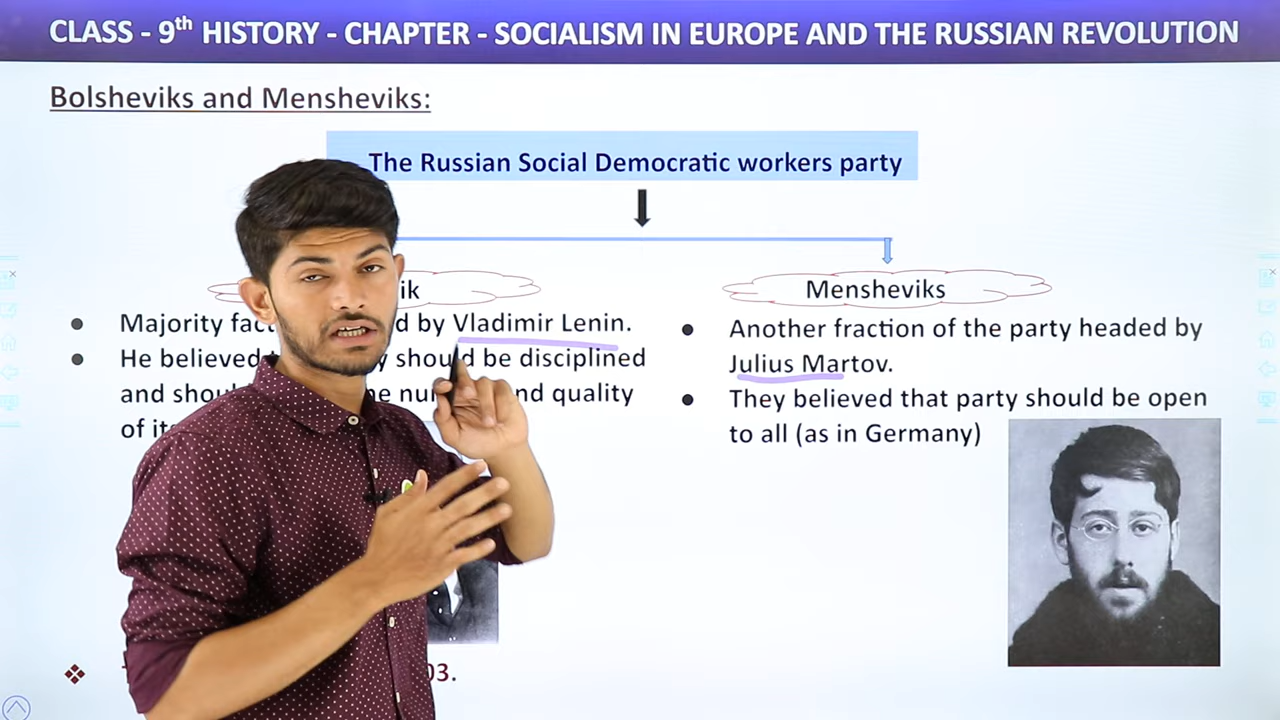 CLASS - 9th HISTORY - CHAPTER - SOCIALISM IN EUROPE AND THE RUSSIAN REVOLUTION
Bolsheviks and Mensheviks:
The Russian Social Democratic workers party
ik
Majority fac d by Vladimir Lenin.
He believed y should be disciplined
and shou he nu nd quality
of it
03.
Mensheviks
Another fraction of the party headed by
Julius Martov.
They believed that party should be open
to all (as in Germany)